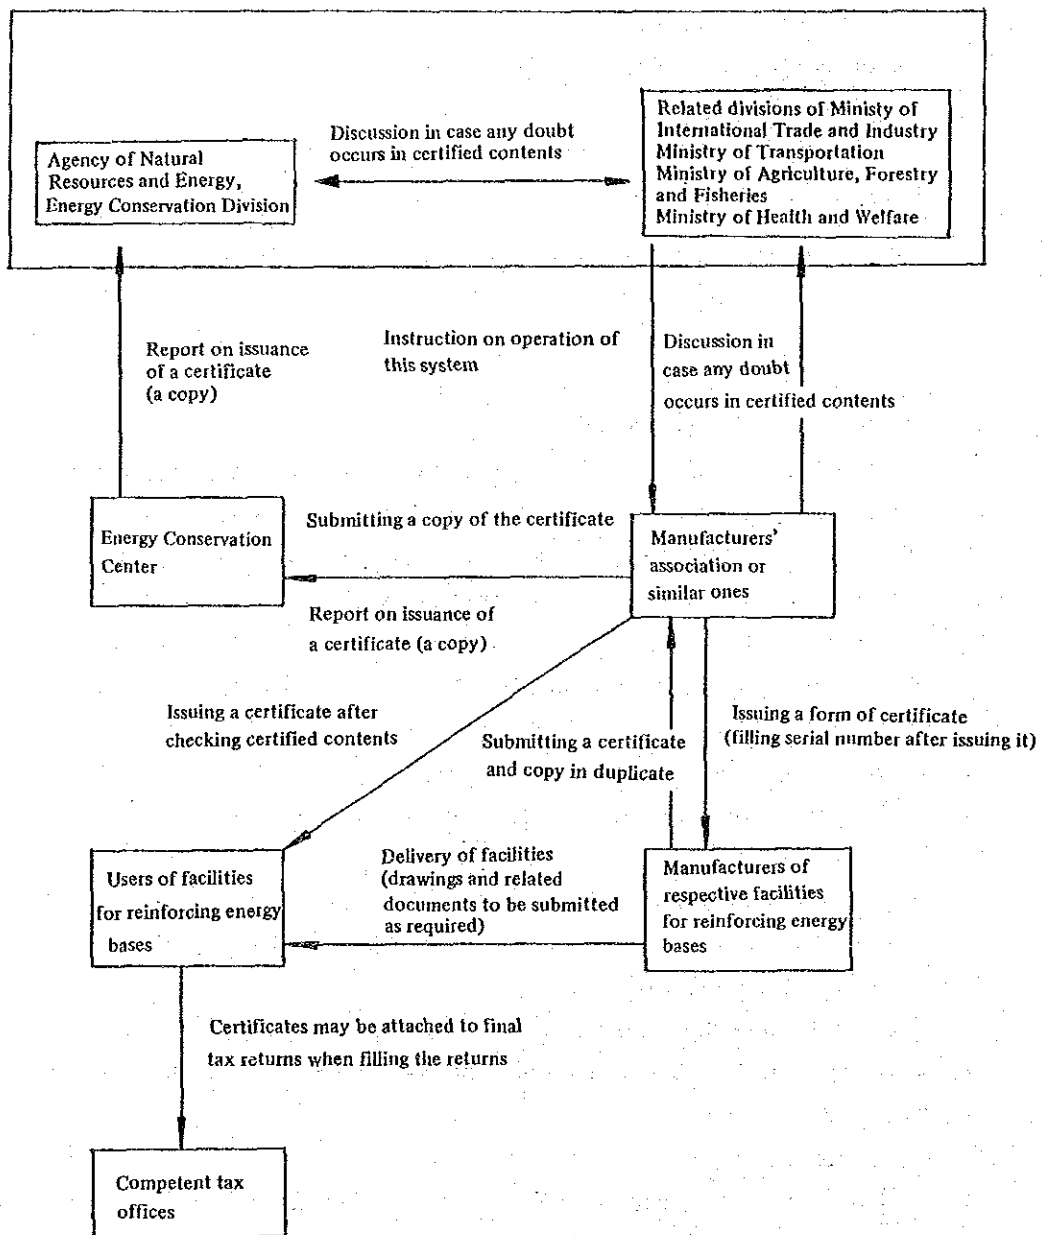 Agency of Natural
Resources and Energy,
Energy Conservation Division
Discussion in case any doubt
occurs in certified contents
Related divisions of Ministy of
International Trade and Industry
Ministry of Transportation
Ministry of Agriculture, Forestry
and Fisheries
Ministry of Health and Welfare
Report on issuance
of a certificate
(a copy)
Instruction on operation of
this system
Discussion in
case any doubt
occurs in certified contents
Energy Conservation
Center
Submitting a copy of the certificate
Report on issuance of
a certificate (a copy)
Manufacturers'
association or
similar ones
Issuing a certificate after
checking certified contents
Submitting a certificate
and copy in duplicate
Issuing a form of certificate
(filling serial number after issuing it)
Users of facilities
for reinforcing energy
bases
Delivery of facilities
(drawings and related
documents to be submitted
as required)
Manufacturers of
respective facilities
for reinforcing energy
bases
Certificates may be attached to final
tax returns when filling the returns
Competent tax
offices